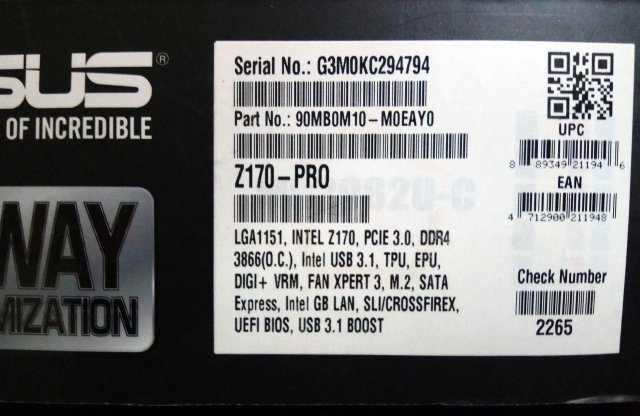 SUS®
OF INCREDIBLE
WAY
MIZATION
Serial No.: G3M0KC294794
Part No.: 90MB0M10-M0EAY0
Z170-PRO
LGA1151, INTEL Z170, PCIE 3.0, DDR4
3866(O.C.), Intel USB 3.1, TPU, EPU,
DIGI+ VRM, FAN XPERT 3, M.2, SATA
Express, Intel GB LAN, SLI/CROSSFIREX,
UEFI BIOS, USB 3.1 BOOST
UPC
8 89349 21194 6
EAN
4 712900 211948
Check Number
2265